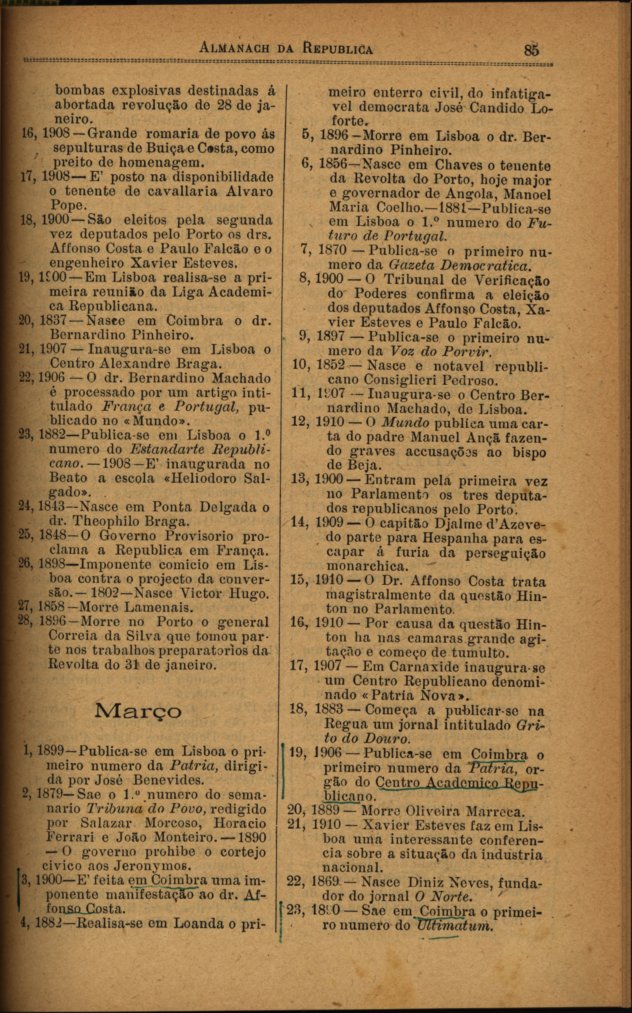 ALMANACH DA REPUBLICA
85
bombas explosivas destinadas á
abortada revolução de 28 de ja-
neiro.
16, 1908—Grande romaria de povo ás
sepulturas de Buiça e Costa, como
preito de homenagem.
17, 1908— E' posto na disponibilidade
o tenente de cavallaria Alvaro
Pope.
18, 1900—São eleitos pela segunda
vez deputados pelo Porto os drs.
Affonso Costa e Paulo Falcão e o
engenheiro Xavier Esteves.
19, 1900—Em Lisboa realisa-se a pri-
meira reunião da Liga Academi-
ca Republicana.
20, 1837—Nasce em Coimbra o dr.
Bernardino Pinheiro.
21, 1907 — Inaugura-se em Lisboa o
Centro Alexandre Braga.
22, 1906 — O dr. Bernardino Machado
é processado por um artigo inti-
tulado França e Portugal, pu-
blicado no «Mundo».
23, 1882—Publica-se em Lisboa o 1.º
numero do Estandarte Republi-
cano.—1908—E' inaugurada no
Beato a escola «Heliodoro Sal-
gado».
24, 1843—Nasce em Ponta Delgada o
dr. Theophilo Braga.
25, 1848—O Governo Provisorio pro-
clama a Republica em França.
26, 1898—Imponente comicio em Lis-
boa contra o projecto da conver-
são.—1802—Nasce Victor Hugo.
27, 1858—Morre Lamenais.
28, 1896—Morre no Porto o general
Correia da Silva que tomou par-
te nos trabalhos preparatorios da
Revolta do 31 de janeiro.
Março
1, 1899—Publica-se em Lisboa o pri-
meiro numero da Patria, dirigi-
da por José Benevides.
2, 1879—Sae o 1.º numero do sema-
nario Tribuna do Povo, redigido
por Salazar Morcoso, Horacio
Ferrari e João Monteiro.—1890
—O governo prohibe o cortejo
civico aos Jeronymos.
3, 1900—E' feita em Coimbra uma im-
ponente manifestação ao dr. Af-
fonso Costa.
4, 1882—Realisa-se em Loanda o pri-
meiro enterro civil, do infatiga-
vel democrata José Candido Lo-
forte.
5, 1896—Morre em Lisboa o dr. Ber-
nardino Pinheiro.
6, 1856—Nasce em Chaves o tenente
da Revolta do Porto, hoje major
e governador de Angola, Manoel
Maria Coelho.—1881—Publica-se
em Lisboa o 1.º numero do Fu-
turo de Portugal.
7, 1870 — Publica-se o primeiro nu-
mero da Gazeta Democratica.
8, 1900 — O Tribunal de Verificação
do Poderes confirma a eleição
dos deputados Affonso Costa, Xa-
vier Esteves e Paulo Falcão.
9, 1897 — Publica-se o primeiro nu-
mero da Voz do Porvir.
10, 1852— Nasce e notavel republi-
cano Consiglieri Pedroso.
11, 1907 — Inaugura-se o Centro Ber-
nardino Machado, de Lisboa.
12, 1910 — O Mundo publica uma car-
ta do padre Manuel Ançã fazen-
do graves accusações ao bispo
de Beja.
13, 1900— Entram pela primeira vez
no Parlamento os tres deputa-
dos republicanos pelo Porto.
14, 1909 — O capitão Djalme d'Azeve-
do parte para Hespanha para es-
capar á furia da perseguição
monarchica.
15, 1910 — O Dr. Affonso Costa trata
magistralmente da questão Hin-
ton no Parlamento.
16, 1910 — Por causa da questão Hin-
ton ha nas camaras grande agi-
tação e começo de tumulto.
17, 1907 — Em Carnaxide inaugura-se
um Centro Republicano denomi-
nado «Patria Nova».
18, 1883 — Começa a publicar-se na
Regua um jornal intitulado Gri-
to do Douro.
19, 1906 — Publica-se em Coimbra o
primeiro numero da Patria, or-
gão do Centro Academico Repu-
blicano.
20, 1889 — Morre Oliveira Marreca.
21, 1910 — Xavier Esteves faz em Lis-
boa uma interessante conferen-
cia sobre a situação da industria
nacional.
22, 1869 — Nasce Diniz Neves, funda-
dor do jornal O Norte.
23, 1890 — Sae em Coimbra o primei-
ro numero do Ultimatum.